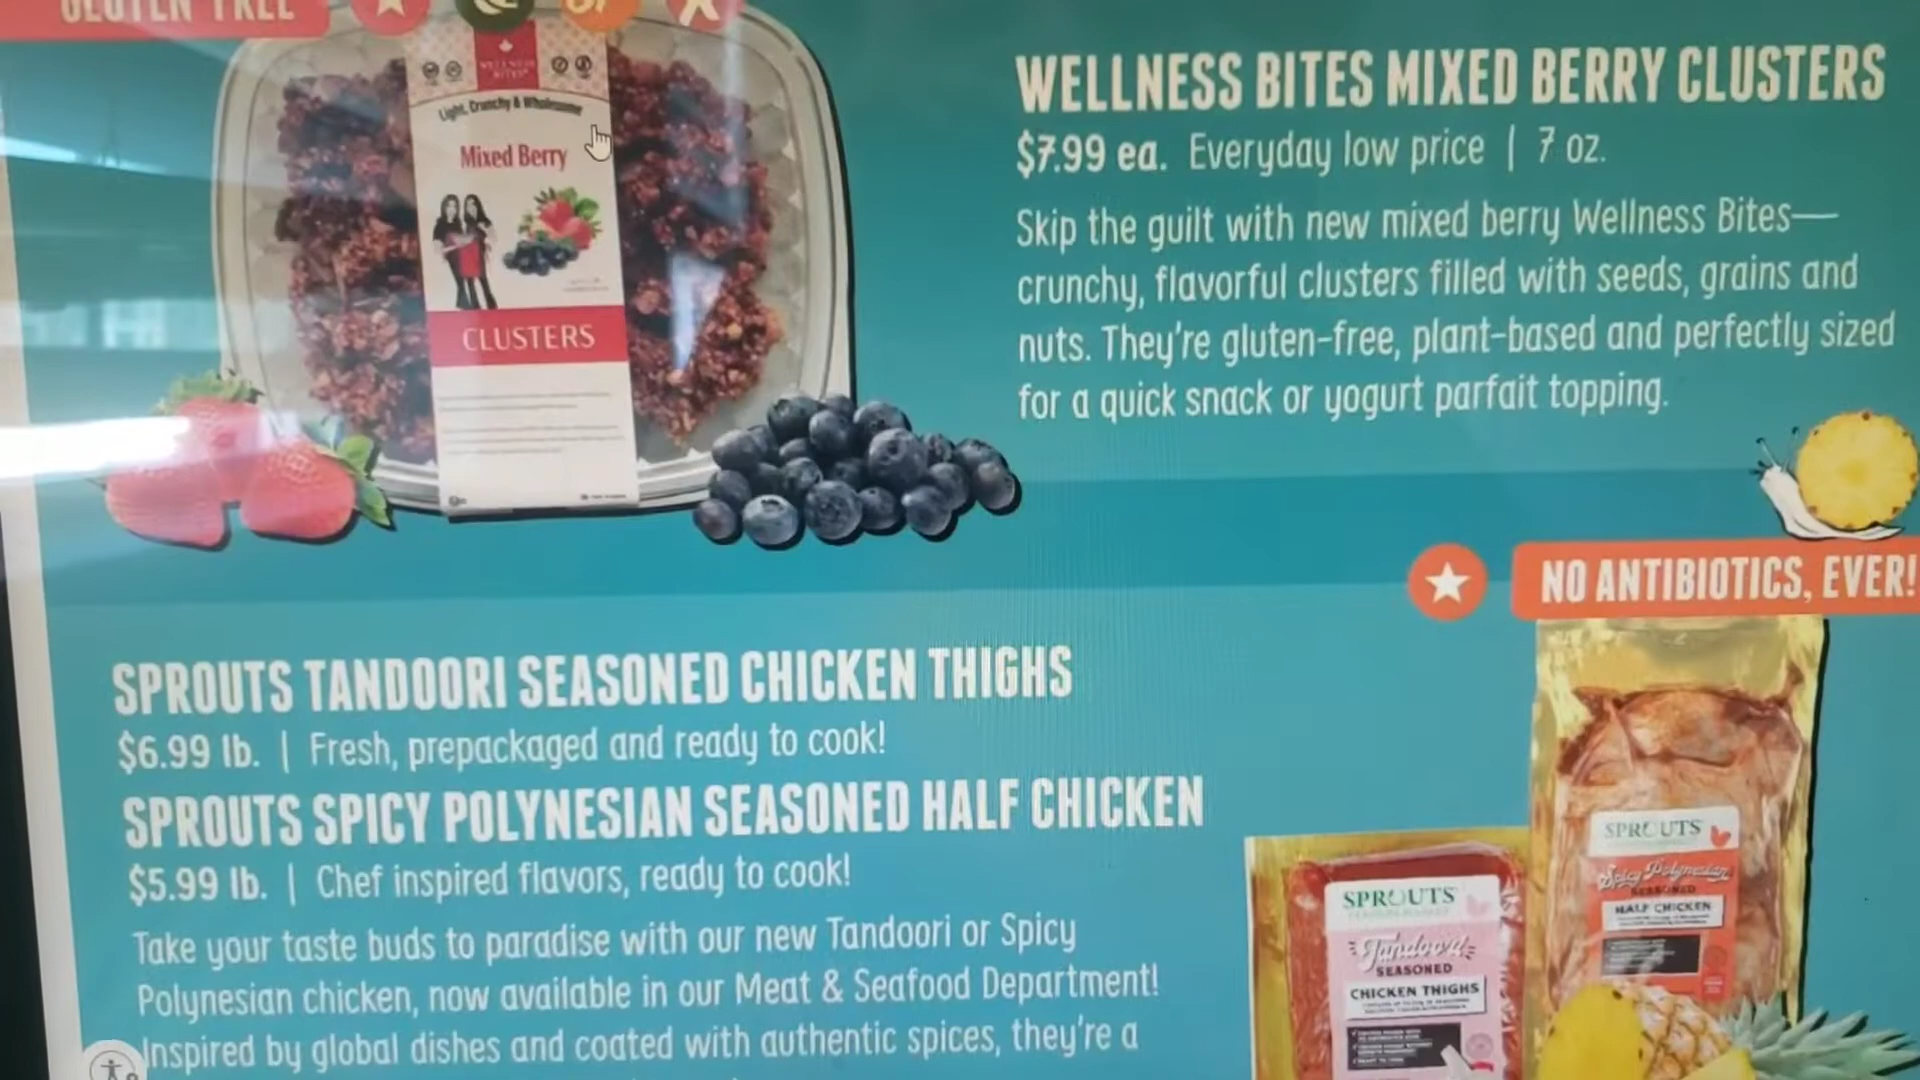 GLUTEN-FREE
WELLNESS BITES
Light, Crunchy & Wholesome
Mixed Berry
CLUSTERS
WELLNESS BITES MIXED BERRY CLUSTERS
$7.99 ea. Everyday low price | 7 oz.
Skip the guilt with new mixed berry Wellness Bites—
crunchy, flavorful clusters filled with seeds, grains and
nuts. They're gluten-free, plant-based and perfectly sized
for a quick snack or yogurt parfait topping.
NO ANTIBIOTICS, EVER!
SPROUTS TANDOORI SEASONED CHICKEN THIGHS
$6.99 lb. | Fresh, prepackaged and ready to cook!
SPROUTS SPICY POLYNESIAN SEASONED HALF CHICKEN
$5.99 lb. | Chef inspired flavors, ready to cook!
Take your taste buds to paradise with our new Tandoori or Spicy
Polynesian chicken, now available in our Meat & Seafood Department!
Inspired by global dishes and coated with authentic spices, they're a
SPROUTS
Spicy Polynesian
SEASONED
HALF CHICKEN
SPROUTS
Tandoori
SEASONED
CHICKEN THIGHS